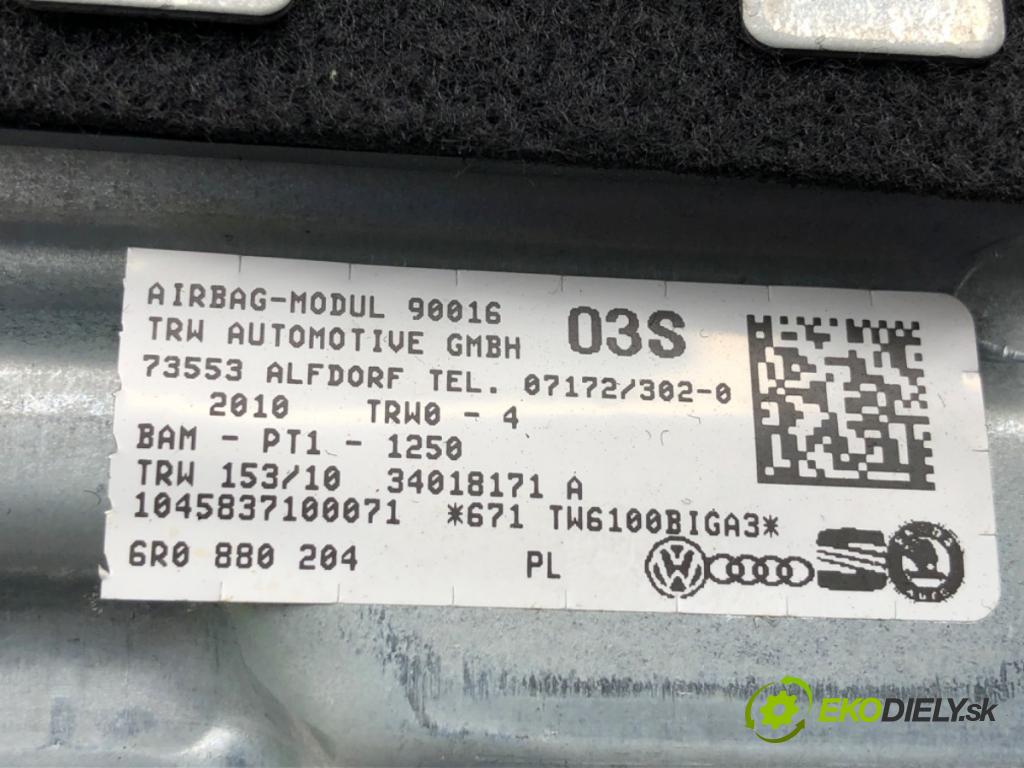 AIRBAG-MODUL 90016
03S
TRW AUTOMOTIVE GMBH
73553 ALFDORF TEL. 07172/302-0
2010 TRW0 - 4
BAM - PT1 - 1250
TRW 153/10 34018171 A
1045837100071 *671 TW6100BIGA3*
6R0 880 204 PL
EKODIELY.sk